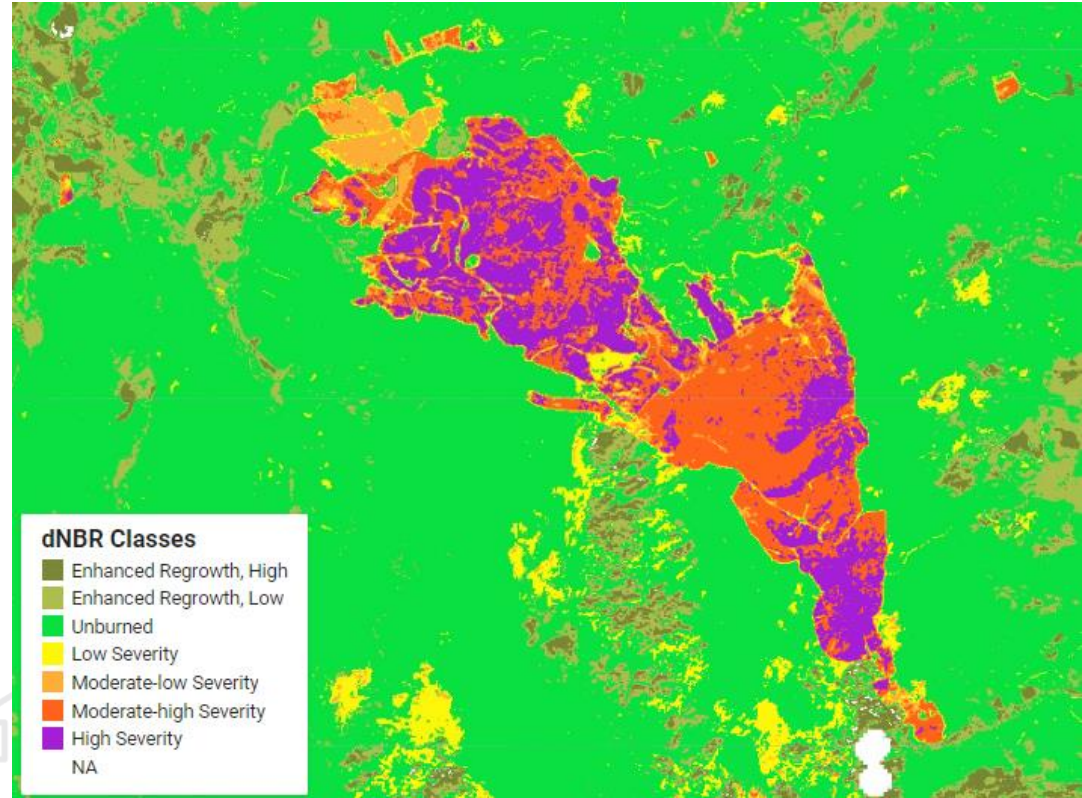 dNBR Classes
Enhanced Regrowth, High
Enhanced Regrowth, Low
Unburned
Low Severity
Moderate-low Severity
Moderate-high Severity
High Severity
NA